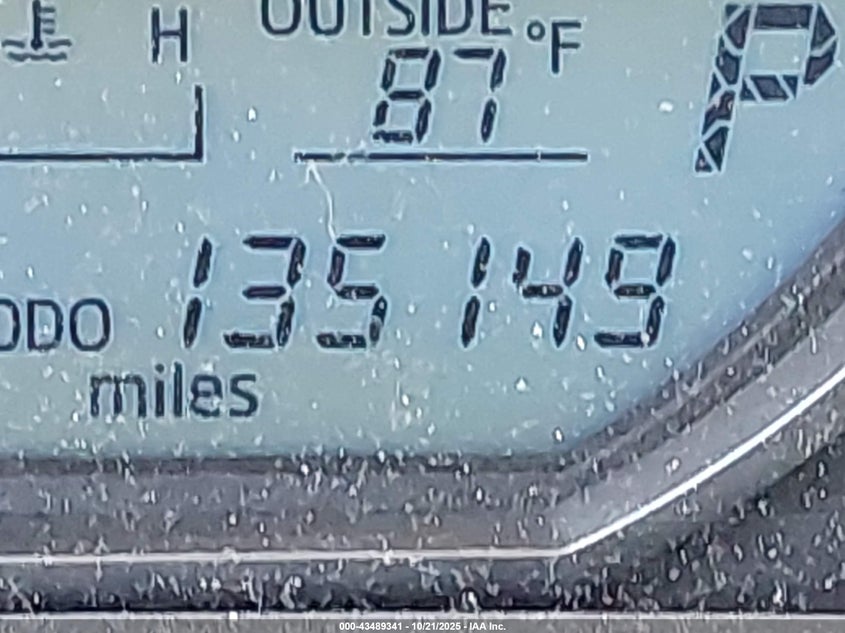 OUTSIDE
H
87°F
P
ODO 135149
miles
000-43489341 - 10/21/2025 - IAA Inc.